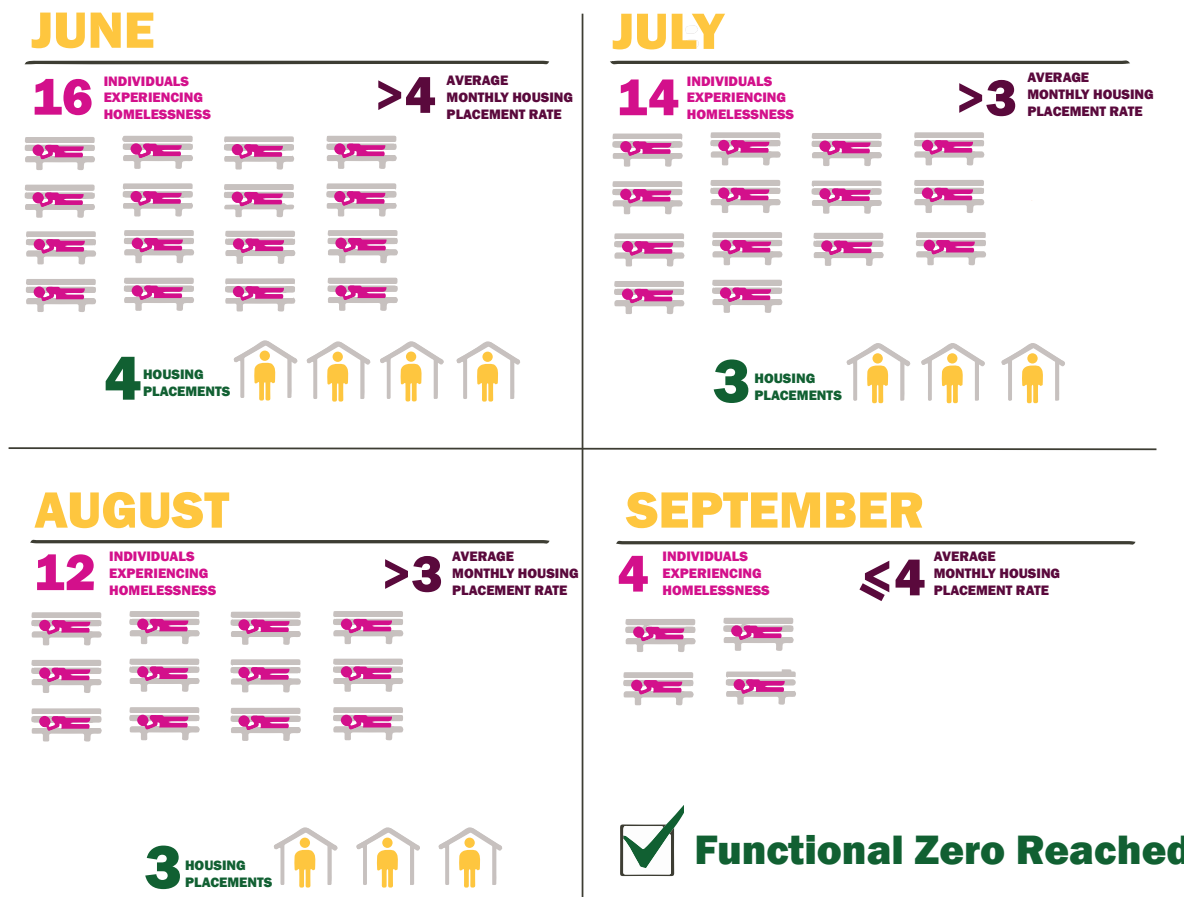 JUNE
16
INDIVIDUALS
EXPERIENCING
HOMELESSNESS
>4
AVERAGE
MONTHLY HOUSING
PLACEMENT RATE
4
HOUSING
PLACEMENTS
JULY
14
INDIVIDUALS
EXPERIENCING
HOMELESSNESS
>3
AVERAGE
MONTHLY HOUSING
PLACEMENT RATE
3
HOUSING
PLACEMENTS
AUGUST
12
INDIVIDUALS
EXPERIENCING
HOMELESSNESS
>3
AVERAGE
MONTHLY HOUSING
PLACEMENT RATE
3
HOUSING
PLACEMENTS
SEPTEMBER
4
INDIVIDUALS
EXPERIENCING
HOMELESSNESS
⩽4
AVERAGE
MONTHLY HOUSING
PLACEMENT RATE
Functional Zero Reached